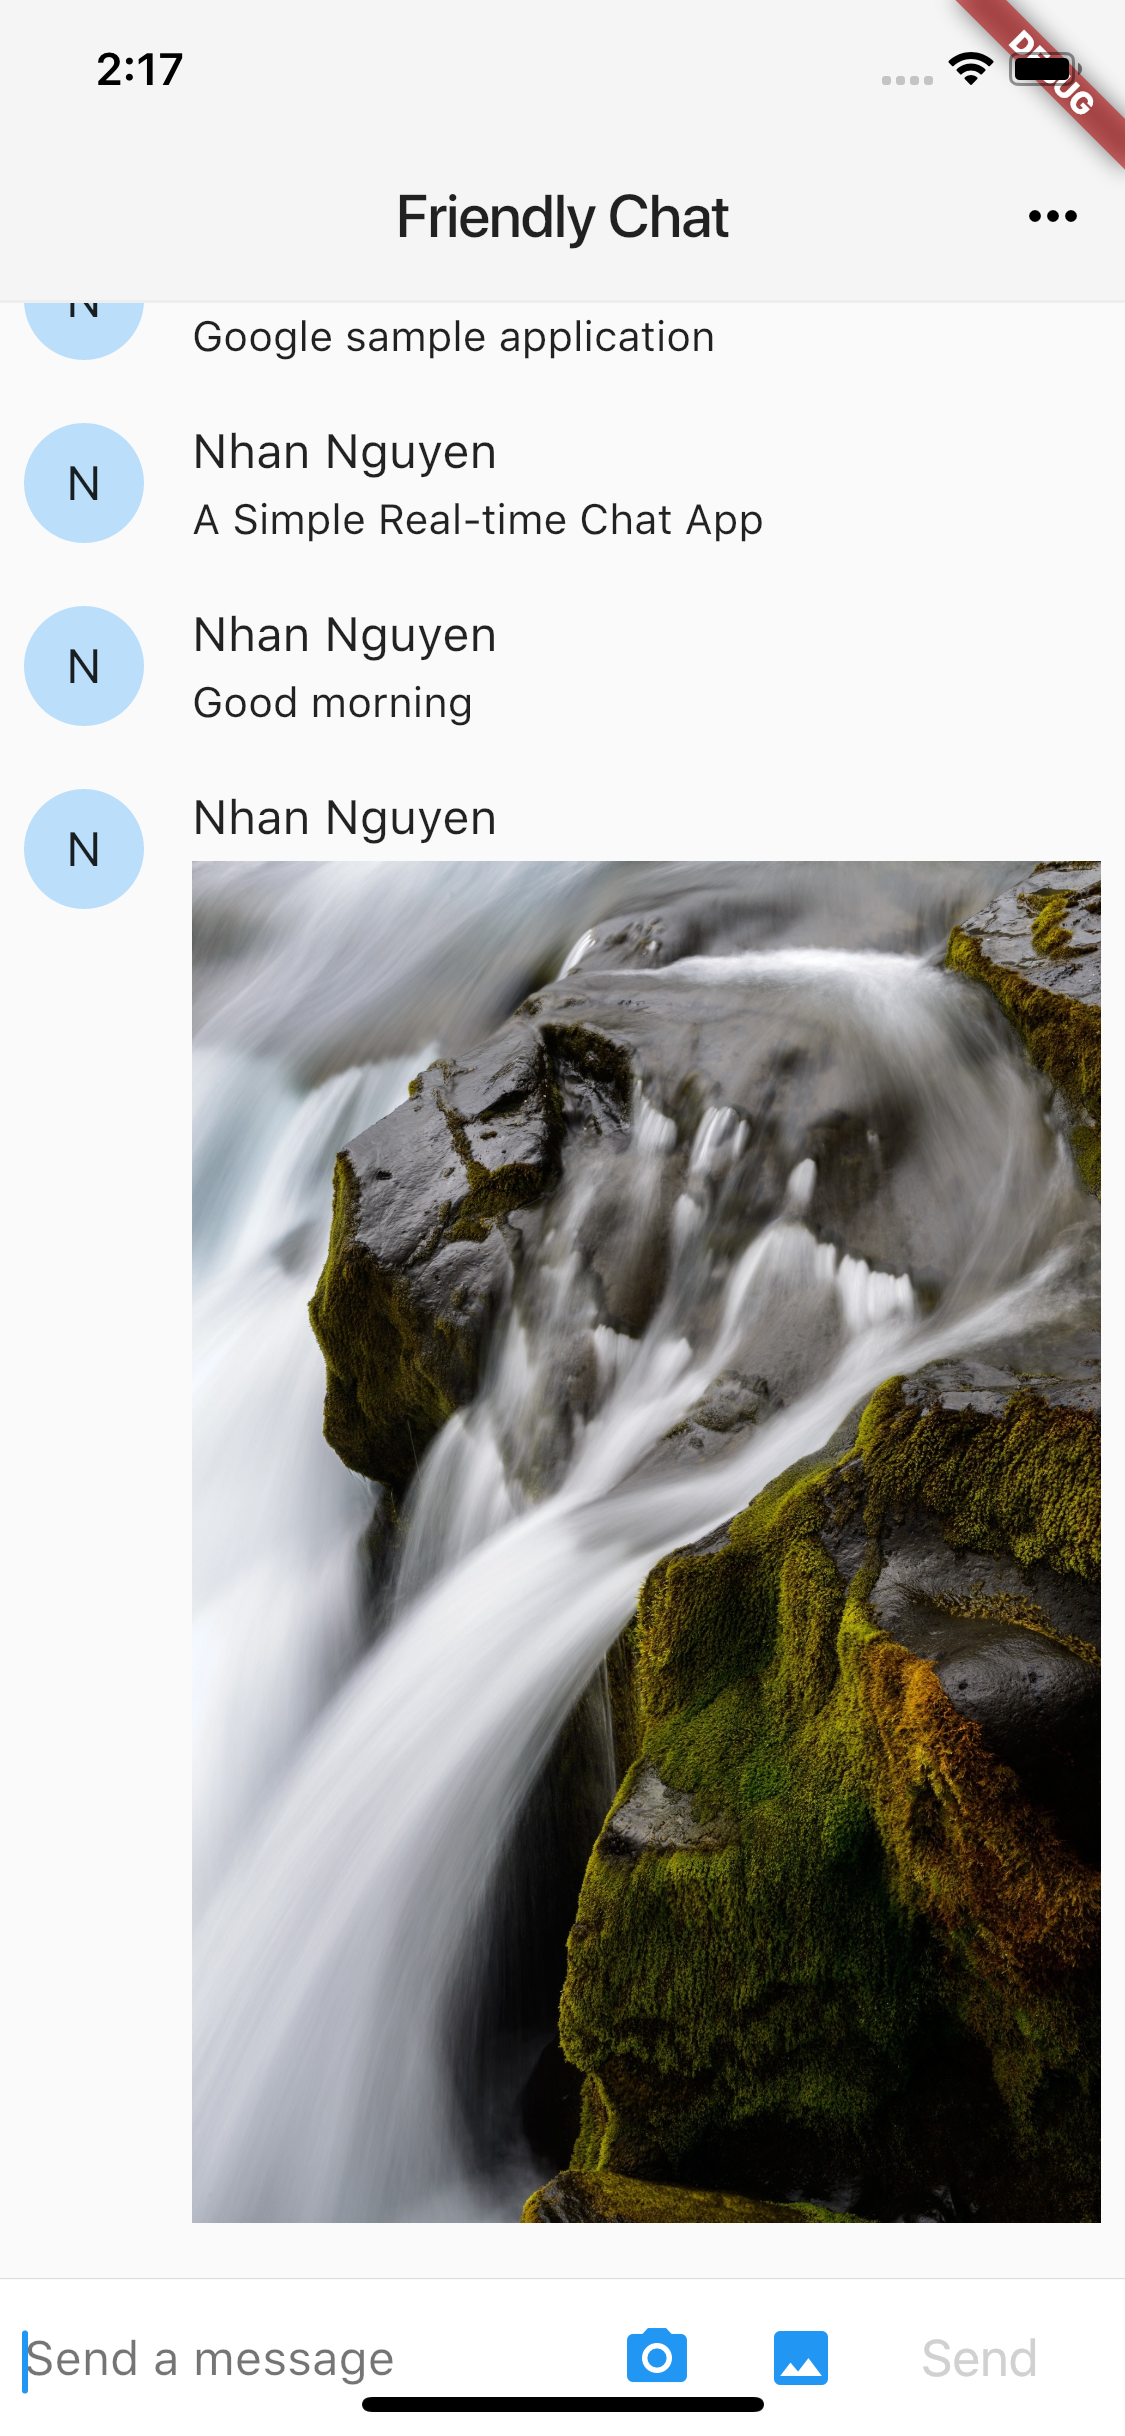 2:17
DEBUG
Friendly Chat
N
Google sample application
Nhan Nguyen
N
A Simple Real-time Chat App
Nhan Nguyen
N
Good morning
Nhan Nguyen
N
Send a message
Send